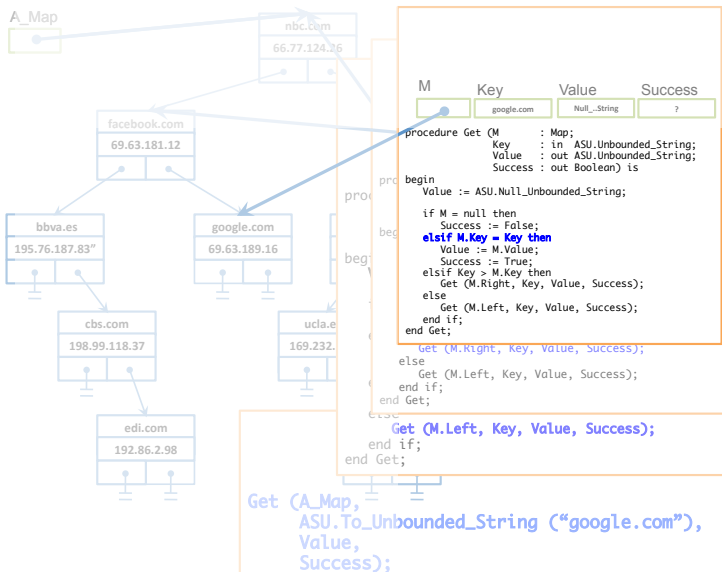 A_Map
nbc.com
66.77.124.26
M
Key
Value
Success
google.com
Null_..String
?
facebook.com
69.63.181.12
procedure Get (M : Map;
Key : in ASU.Unbounded_String;
Value : out ASU.Unbounded_String;
Success : out Boolean) is
begin
Value := ASU.Null_Unbounded_String;
if M = null then
Success := False;
elsif M.Key = Key then
Value := M.Value;
Success := True;
elsif Key > M.Key then
Get (M.Right, Key, Value, Success);
else
Get (M.Left, Key, Value, Success);
end if;
end Get;
bbva.es
195.76.187.83”
google.com
69.63.189.16
cbs.com
198.99.118.37
ucla.e
169.232.
edi.com
192.86.2.98
Get (M.Right, Key, Value, Success);
else
Get (M.Left, Key, Value, Success);
end if;
end Get;
else
Get (M.Left, Key, Value, Success);
end if;
end Get;
Get (A_Map,
ASU.To_Unbounded_String (“google.com”),
Value,
Success);